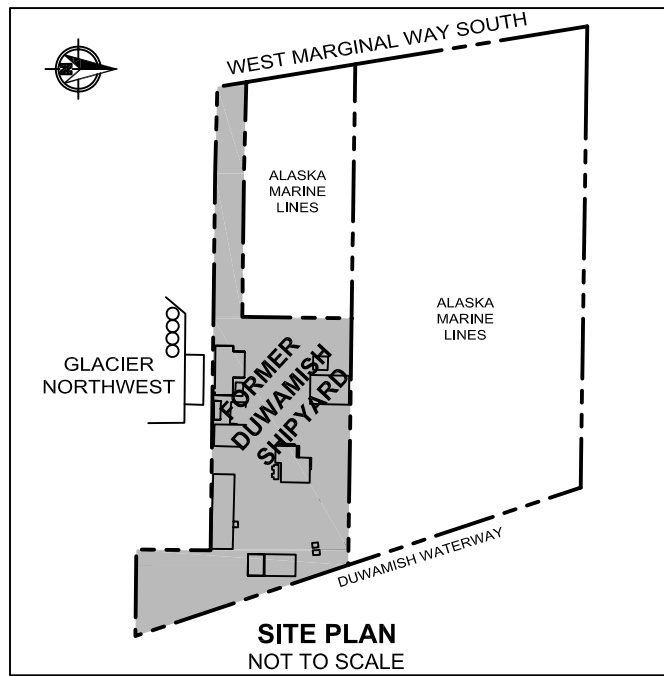 WEST MARGINAL WAY SOUTH
N
ALASKA
MARINE
LINES
ALASKA
MARINE
LINES
GLACIER
NORTHWEST
FORMER
DUWAMISH
SHIPYARD
DUWAMISH WATERWAY
SITE PLAN
NOT TO SCALE